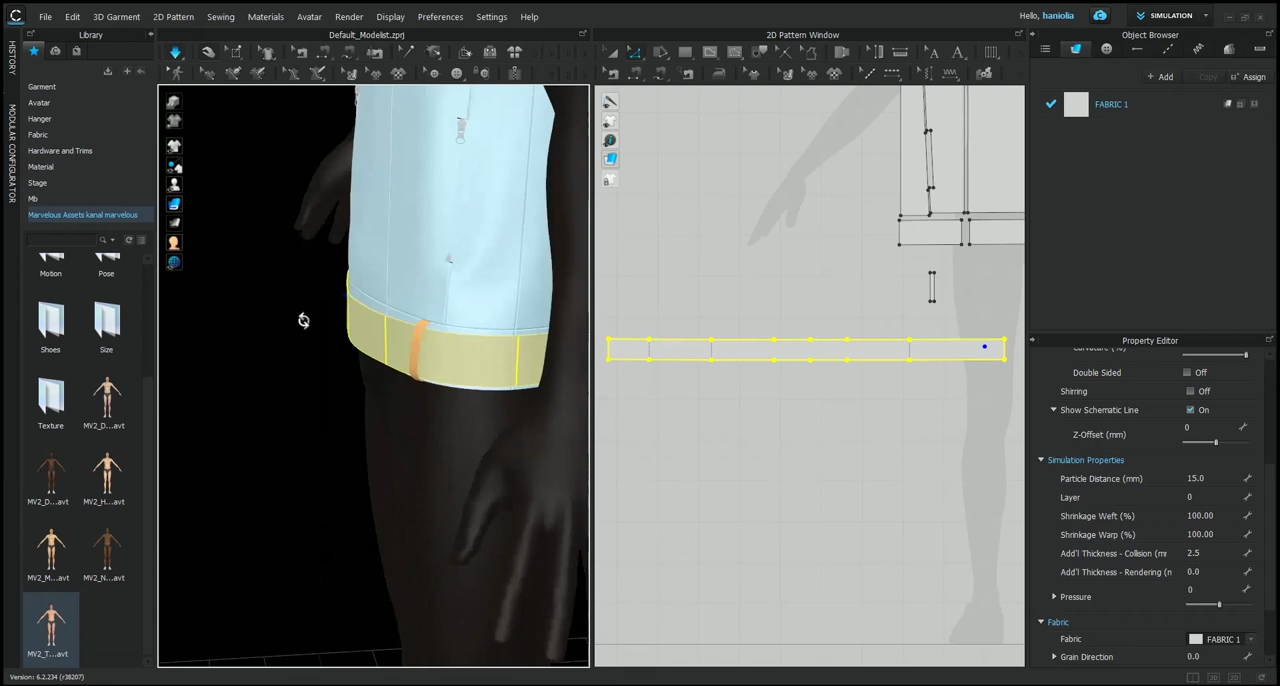 File Edit 3D Garment 2D Pattern Sewing Materials Avatar Render Display Preferences Settings Help
Hello, haniolia
SIMULATION
Library
Default_Modelist.zprj
2D Pattern Window
Object Browser
HISTORY
MODULAR CONFIGURATOR
Garment
Avatar
Hanger
Fabric
Hardware and Trims
Material
Stage
Mb
Marvelous Assets kanal marvelous
Motion Pose
Shoes Size
Texture MV2_D...avt
MV2_D...avt MV2_H...avt
MV2_M...avt MV2_N...avt
MV2_T...avt
+ Add Copy Assign
FABRIC 1
Property Editor
Double Sided Off
Shirring Off
Show Schematic Line On
Z-Offset (mm) 0
Simulation Properties
Particle Distance (mm) 15.0
Layer 0
Shrinkage Weft (%) 100.00
Shrinkage Warp (%) 100.00
Add'l Thickness - Collision (mr 2.5
Add'l Thickness - Rendering (n 0.0
Pressure 0
Fabric
Fabric FABRIC 1
Grain Direction 0.0
Version: 6.2.234 (r38207)
3D 2D